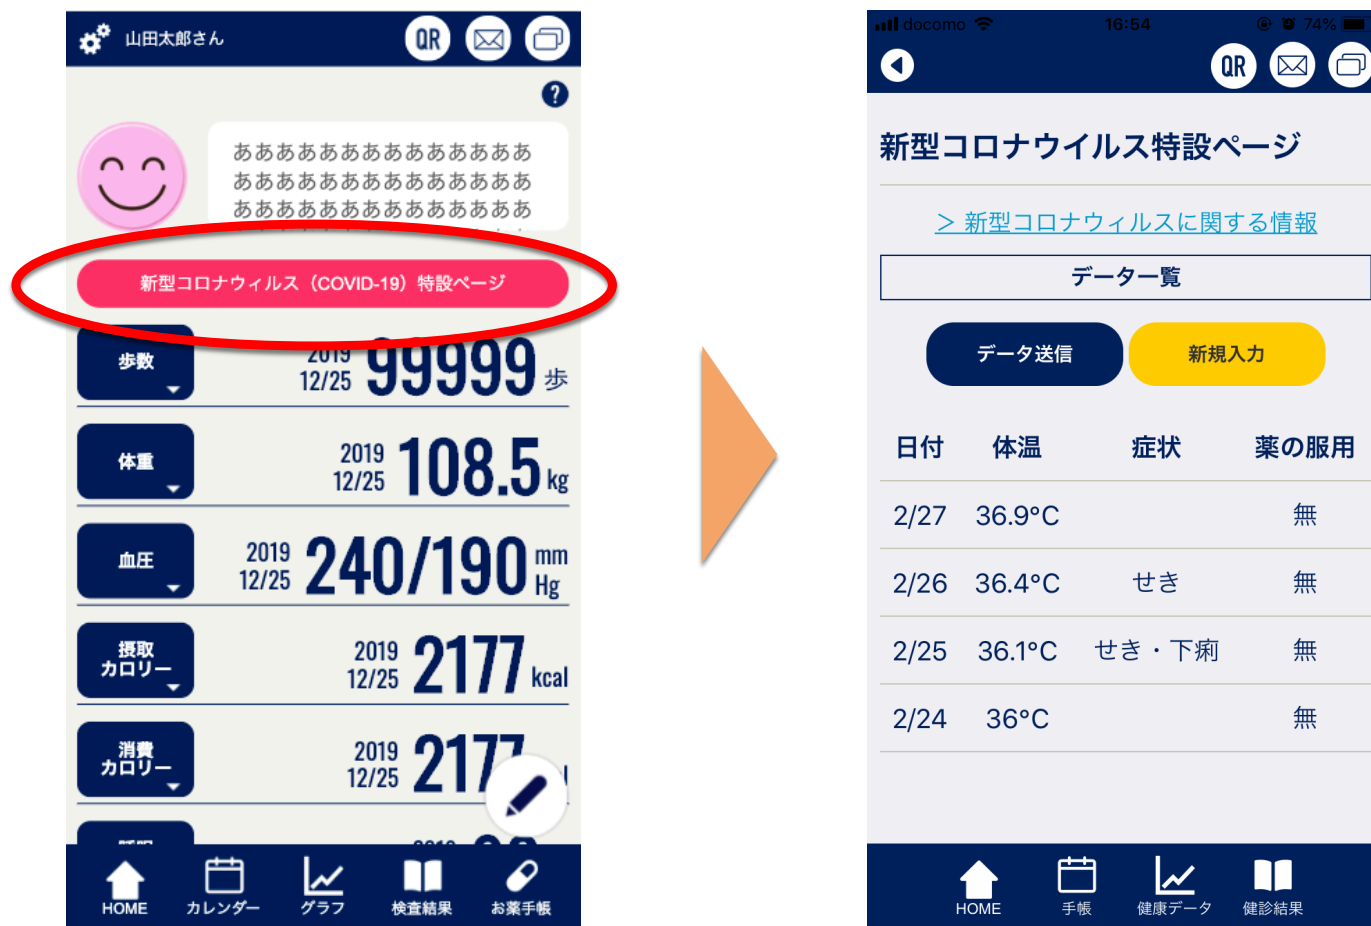 山田太郎さん
QR
?
ああああああああああああああ
ああああああああああああああ
ああああああああああああああ
新型コロナウィルス（COVID-19）特設ページ
歩数
2019
12/25
99999
歩
体重
2019
12/25
108.5
kg
血圧
2019
12/25
240/190
mm
Hg
摂取
カロリー
2019
12/25
2177
kcal
消費
カロリー
2019
12/25
2177
HOME
カレンダー
グラフ
検査結果
お薬手帳
docomo
16:54
74%
QR
新型コロナウイルス特設ページ
＞新型コロナウィルスに関する情報
データ一覧
データ送信
新規入力
日付 体温 症状 薬の服用
2/27 36.9°C 無
2/26 36.4°C せき 無
2/25 36.1°C せき・下痢 無
2/24 36°C 無
HOME
手帳
健康データ
健診結果